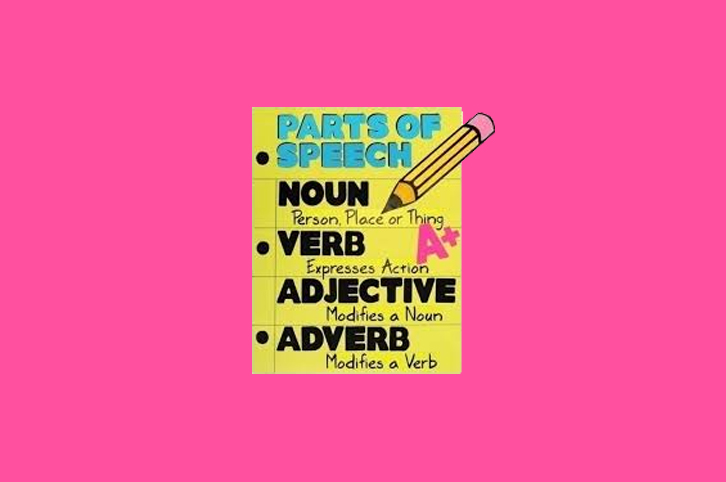 PARTS OF
SPEECH
NOUN
Person, Place or Thing
VERB
A+
Expresses Action
ADJECTIVE
Modifies a Noun
ADVERB
Modifies a Verb